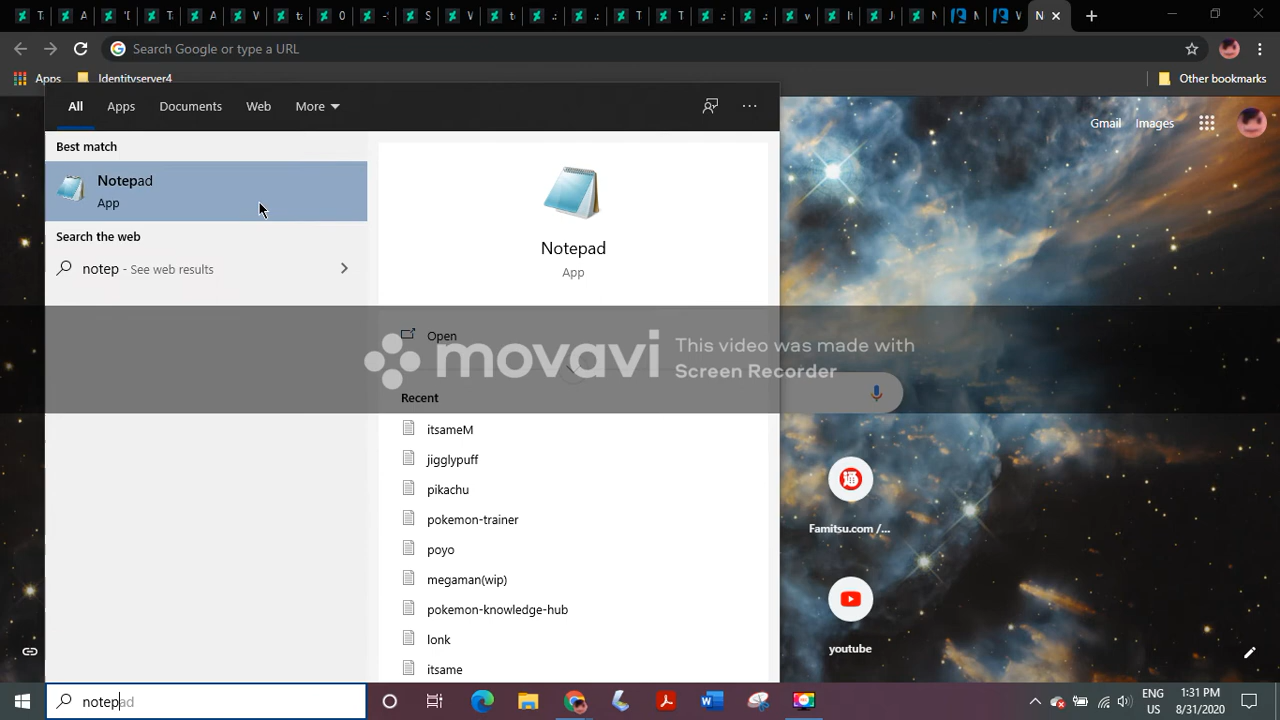 Search Google or type a URL
Apps
Identityserver4
Other bookmarks
All
Apps
Documents
Web
More
Gmail
Images
Best match
Notepad
App
Search the web
notep - See web results
Notepad
App
Open
movavi
This video was made with
Screen Recorder
Recent
itsameM
jigglypuff
pikachu
pokemon-trainer
poyo
megaman(wip)
pokemon-knowledge-hub
lonk
itsame
Famitsu.com /...
youtube
notepad
ENG
US
1:31 PM
8/31/2020